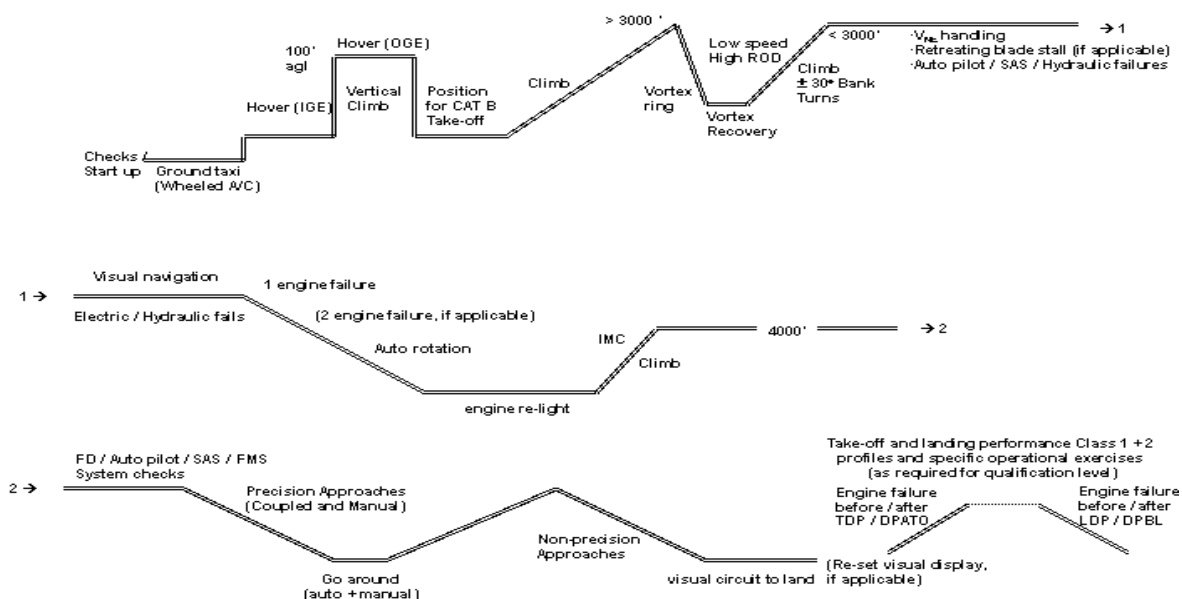 > 3000 '
→ 1
100'
agl
Hover (OGE)
Low speed
High ROD
< 3000'
·VNE handling
·Retreating blade stall (if applicable)
·Auto pilot / SAS / Hydraulic failures
Hover (IGE)
Vertical
Climb
Position
for CAT B
Take-off
Climb
Vortex
ring
Vortex
Recovery
Climb
± 30° Bank
Turns
Checks /
Start up
Ground taxi
(Wheeled A/C)
1 →
Visual navigation
Electric / Hydraulic fails
1 engine failure
(2 engine failure, if applicable)
Auto rotation
engine re-light
IMC
Climb
4000'
→ 2
2 →
FD / Auto pilot / SAS / FMS
System checks
Precision Approaches
(Coupled and Manual)
Go around
(auto + manual)
Non-precision
Approaches
visual circuit to land
(Re-set visual display,
if applicable)
Take-off and landing performance Class 1 + 2
profiles and specific operational exercises
(as required for qualification level)
Engine failure
before / after
TDP / DPATO
Engine failure
before / after
LDP / DPBL